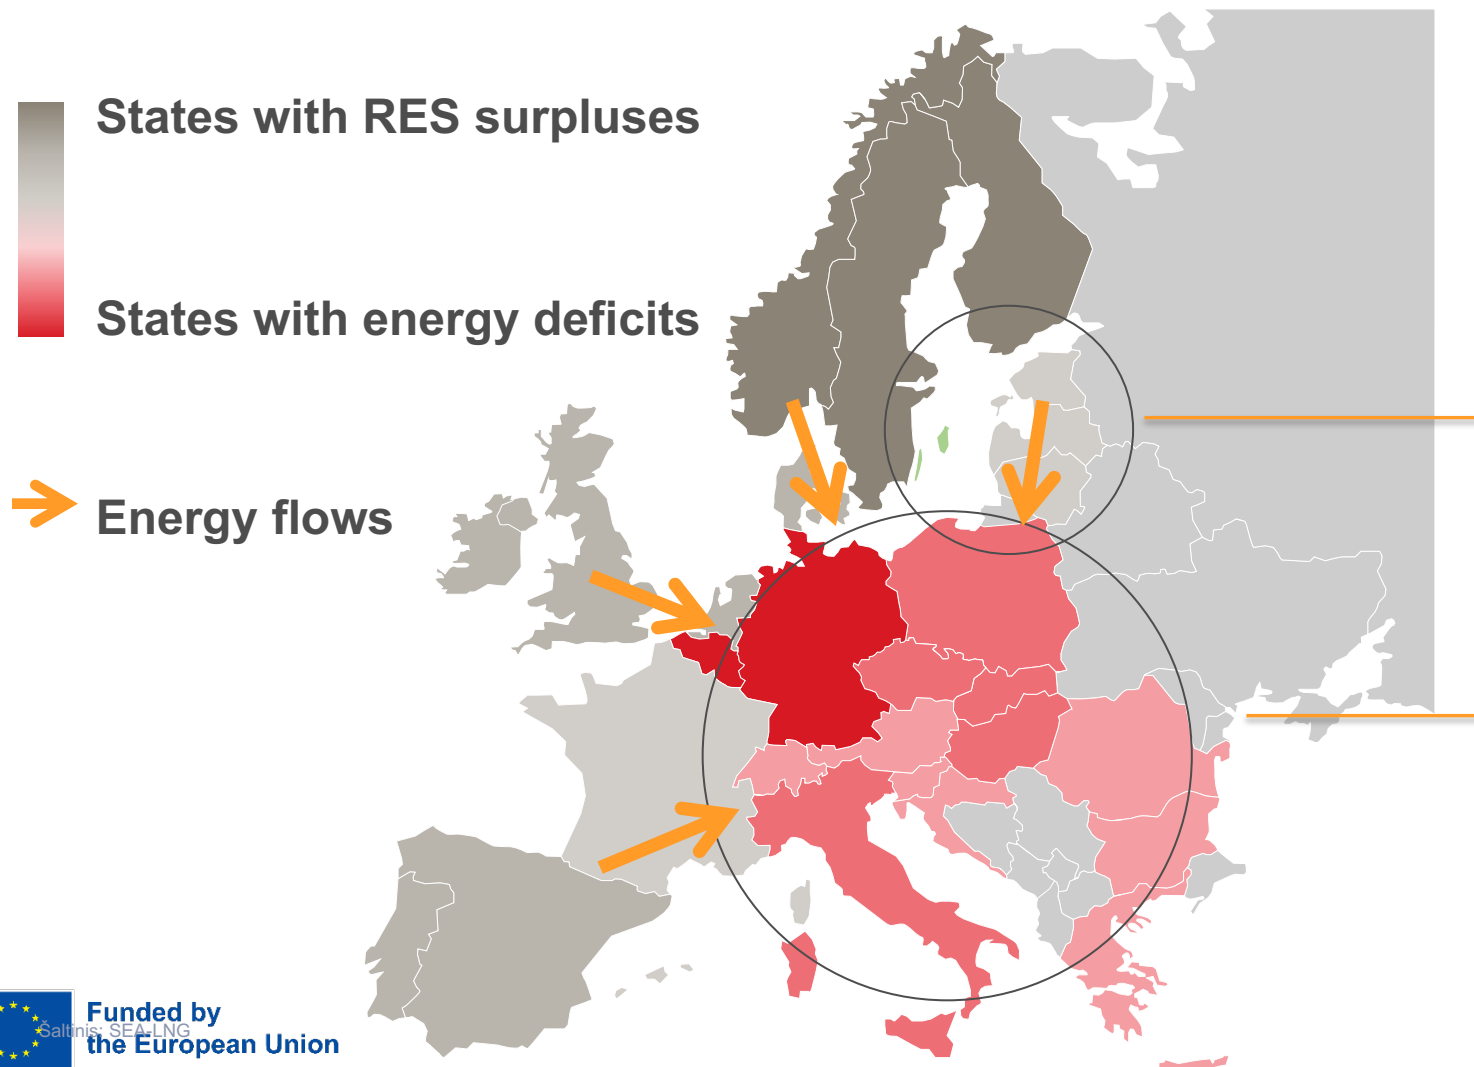 States with RES surpluses
States with energy deficits
Energy flows
Funded by
the European Union
Šaltinis: SEA-LNG